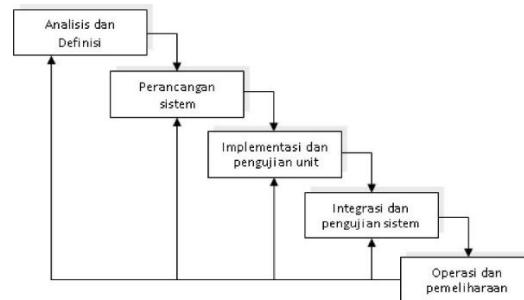 Analisis dan
Definisi
Perancangan
sistem
Implementasi dan
pengujian unit
Integrasi dan
pengujian sistem
Operasi dan
pemeliharaan